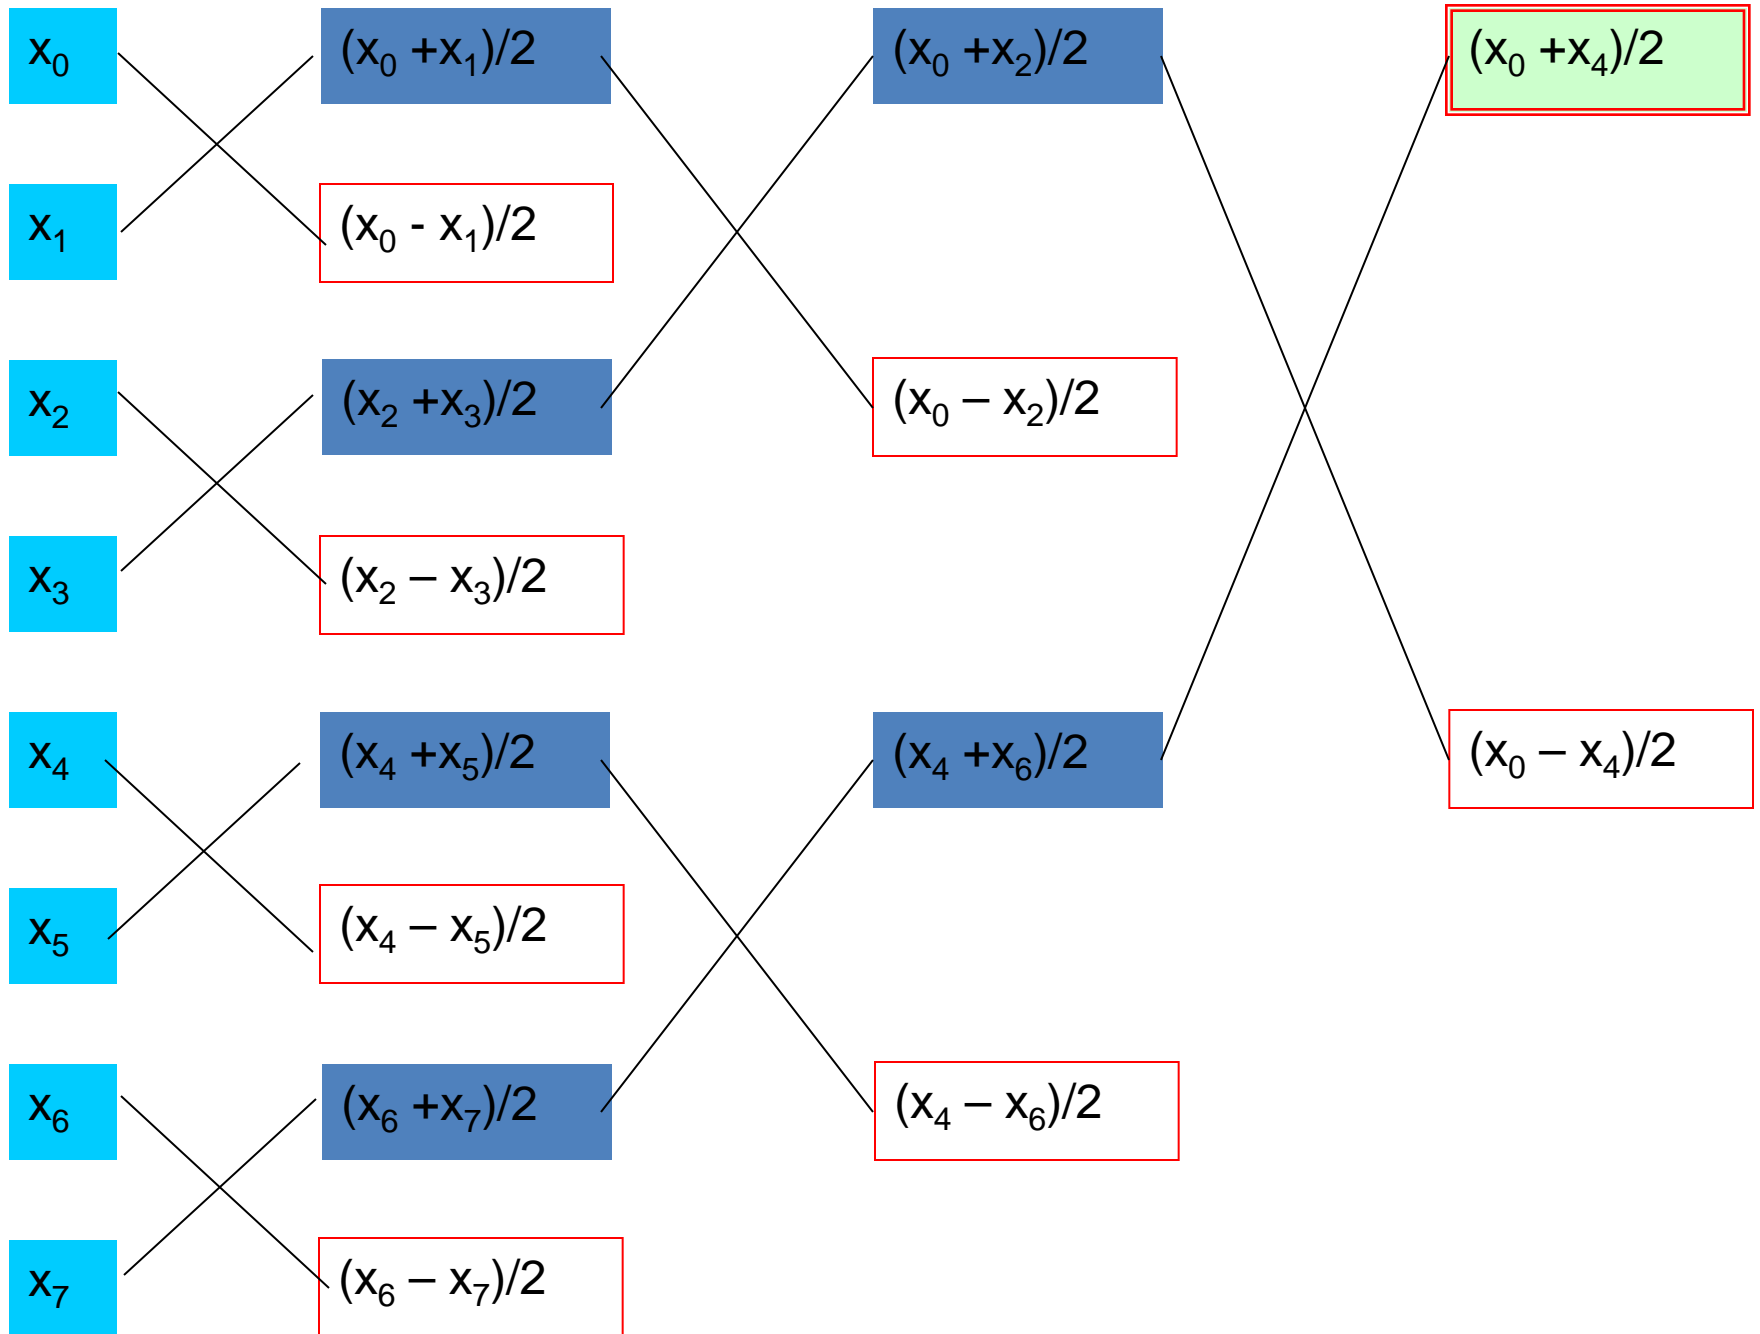 x₀ (x₀ +x₁)/2 (x₀ +x₂)/2 (x₀ +x₄)/2
x₁ (x₀ - x₁)/2
x₂ (x₂ +x₃)/2 (x₀ – x₂)/2
x₃ (x₂ – x₃)/2
x₄ (x₄ +x₅)/2 (x₄ +x₆)/2 (x₀ – x₄)/2
x₅ (x₄ – x₅)/2
x₆ (x₆ +x₇)/2 (x₄ – x₆)/2
x₇ (x₆ – x₇)/2